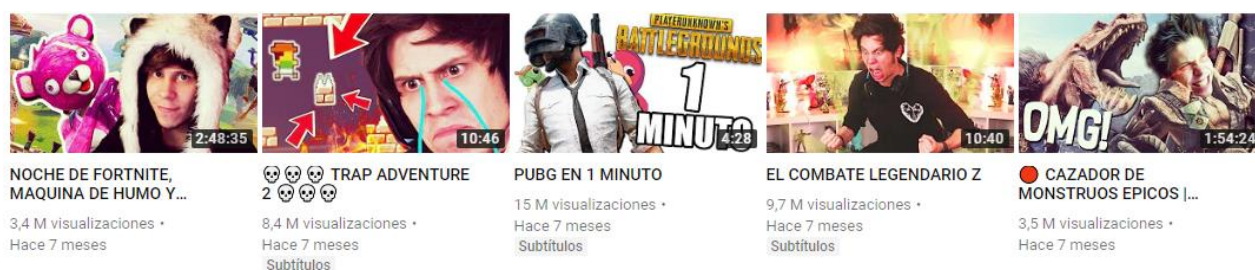 2:48:35
NOCHE DE FORTNITE,
MAQUINA DE HUMO Y...
3,4 M visualizaciones •
Hace 7 meses
10:46
💀💀💀 TRAP ADVENTURE
2 💀💀💀
8,4 M visualizaciones •
Hace 7 meses
Subtítulos
PLAYERUNKNOWN'S
BATTLEGROUNDS
1
MINUTO
4:28
PUBG EN 1 MINUTO
15 M visualizaciones •
Hace 7 meses
Subtítulos
10:40
EL COMBATE LEGENDARIO Z
9,7 M visualizaciones •
Hace 7 meses
Subtítulos
OMG!
1:54:24
🔴 CAZADOR DE
MONSTRUOS EPICOS |...
3,5 M visualizaciones •
Hace 7 meses